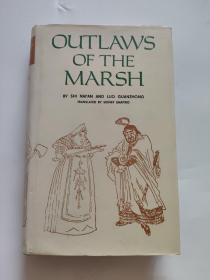 OUTLAWS
OF THE
MARSH
BY SHI NAI'AN AND LUO GUANZHONG
TRANSLATED BY SIDNEY SHAPIRO